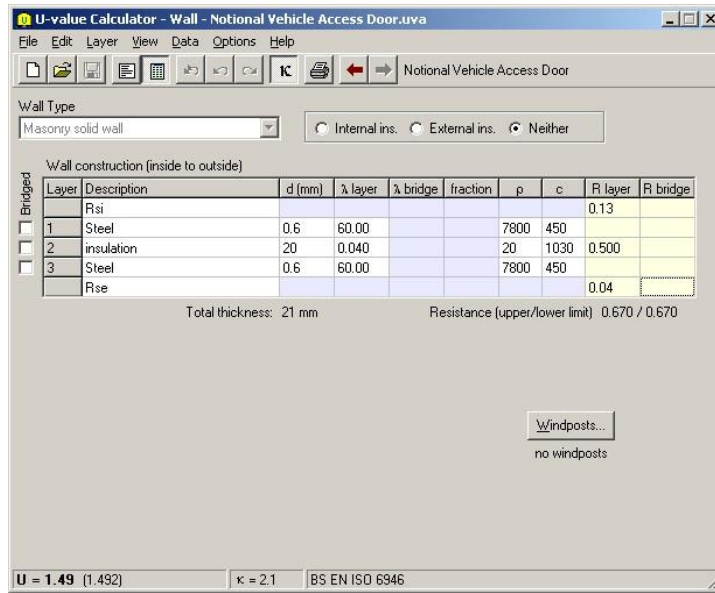 U-value Calculator - Wall - Notional Vehicle Access Door.uva
File Edit Layer View Data Options Help
K Notional Vehicle Access Door
Wall Type
Masonry solid wall Internal ins. External ins. Neither
Wall construction (inside to outside)
Bridged
Layer Description d (mm) λ layer λ bridge fraction ρ c R layer R bridge
Rsi 0.13
1 Steel 0.6 60.00 7800 450
2 insulation 20 0.040 20 1030 0.500
3 Steel 0.6 60.00 7800 450
Rse 0.04
Total thickness: 21 mm Resistance (upper/lower limit) 0.670 / 0.670
Windposts...
no windposts
U = 1.49 (1.492) κ = 2.1 BS EN ISO 6946